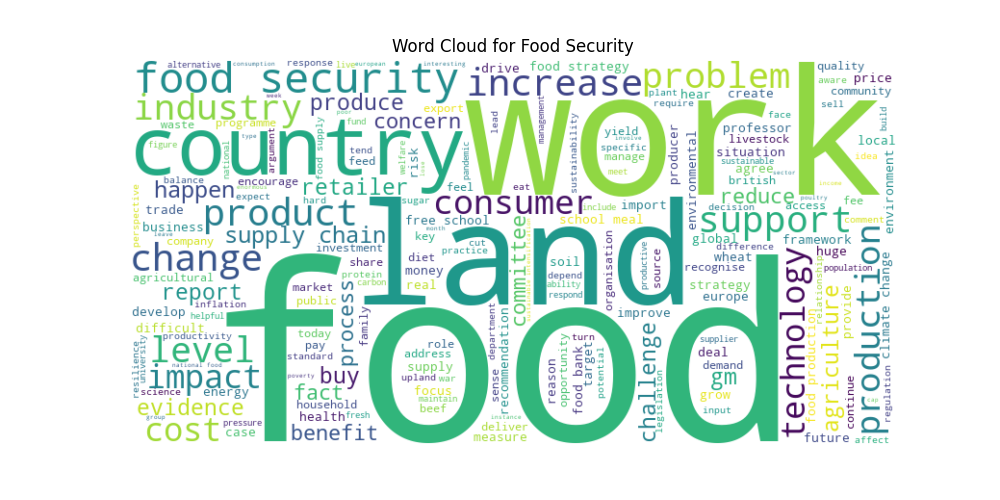 Word Cloud for Food Security
alternative consumption response live european interesting drive food strategy problem quality
food security increase plant hear create aware price
industry produce export lead management require community sell
waste programme concern yield face build
country work specific professor local
figure national argument type food supply fund poor tend feed welfare risk pandemic sustainability involve manage meet producer environmental livestock situation sustainable sector idea
balance encourage enormous lose agree british environment
happen expect retailer hard sugar feel eat reduce poultry income
perspective trade product consumer include import support decision access fee comment
business leave supply chain free school month committee school meal land global difference framework
company investment key cut practice soil organisation productive source wheat
change share diet depend recognise technology huge production
agricultural protein carbon money ability respond strategy population
report inflation market real europe relationship climate change
develop helpful public process family improve agriculture provide
difficult today role turn supplier
productivity pay address recommendation department opportunity reason challenge deal food production
level standard supply food bank target potential demand
resilience university national food upland war sense gm continue regulation
impact science poverty buy focus maintain grow cap
energy fact household beef legislation input
evidence group pressure health fresh instance
cost case benefit deliver measure food future affect